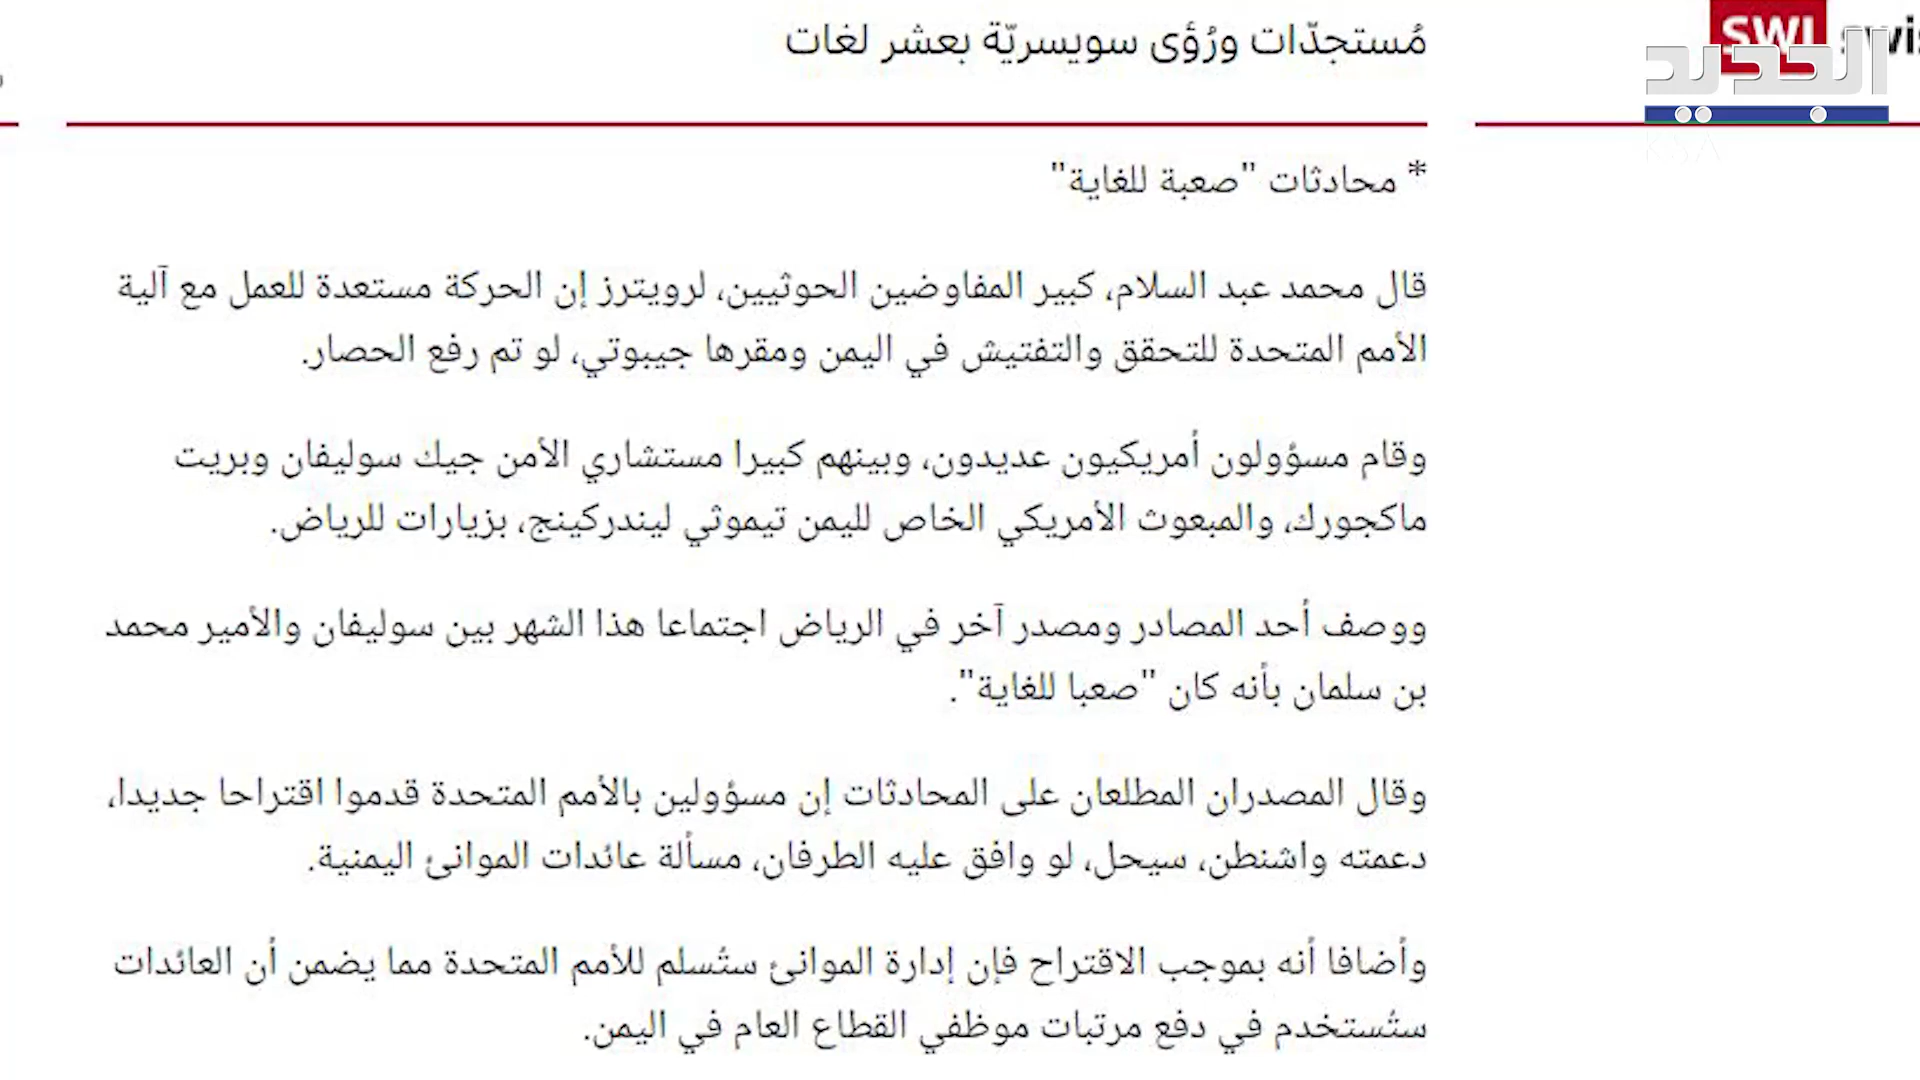 مُستجدّات ورُؤى سويسريّة بعشر لغات
SWI swi
الجديد
* محادثات "صعبة للغاية"
قال محمد عبد السلام، كبير المفاوضين الحوثيين، لرويترز إن الحركة مستعدة للعمل مع آلية
الأمم المتحدة للتحقق والتفتيش في اليمن ومقرها جيبوتي، لو تم رفع الحصار.
وقام مسؤولون أمريكيون عديدون، وبينهم كبيرا مستشاري الأمن جيك سوليفان وبريت
ماكجورك، والمبعوث الأمريكي الخاص لليمن تيموثي ليندركينج، بزيارات للرياض.
ووصف أحد المصادر ومصدر آخر في الرياض اجتماعا هذا الشهر بين سوليفان والأمير محمد
بن سلمان بأنه كان "صعبا للغاية".
وقال المصدران المطلعان على المحادثات إن مسؤولين بالأمم المتحدة قدموا اقتراحا جديدا،
دعمته واشنطن، سيحل، لو وافق عليه الطرفان، مسألة عائدات الموانئ اليمنية.
وأضافا أنه بموجب الاقتراح فإن إدارة الموانئ ستُسلم للأمم المتحدة مما يضمن أن العائدات
ستُستخدم في دفع مرتبات موظفي القطاع العام في اليمن.